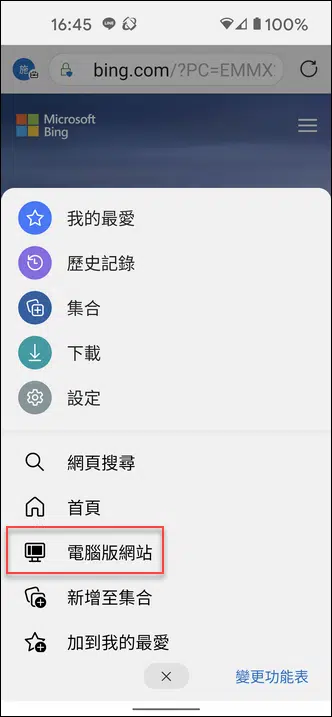 16:45
100%
施
bing.com/?PC=EMMX
Microsoft
Bing
我的最愛
歷史記錄
集合
下載
設定
網頁搜尋
首頁
電腦版網站
新增至集合
加到我的最愛
變更功能表